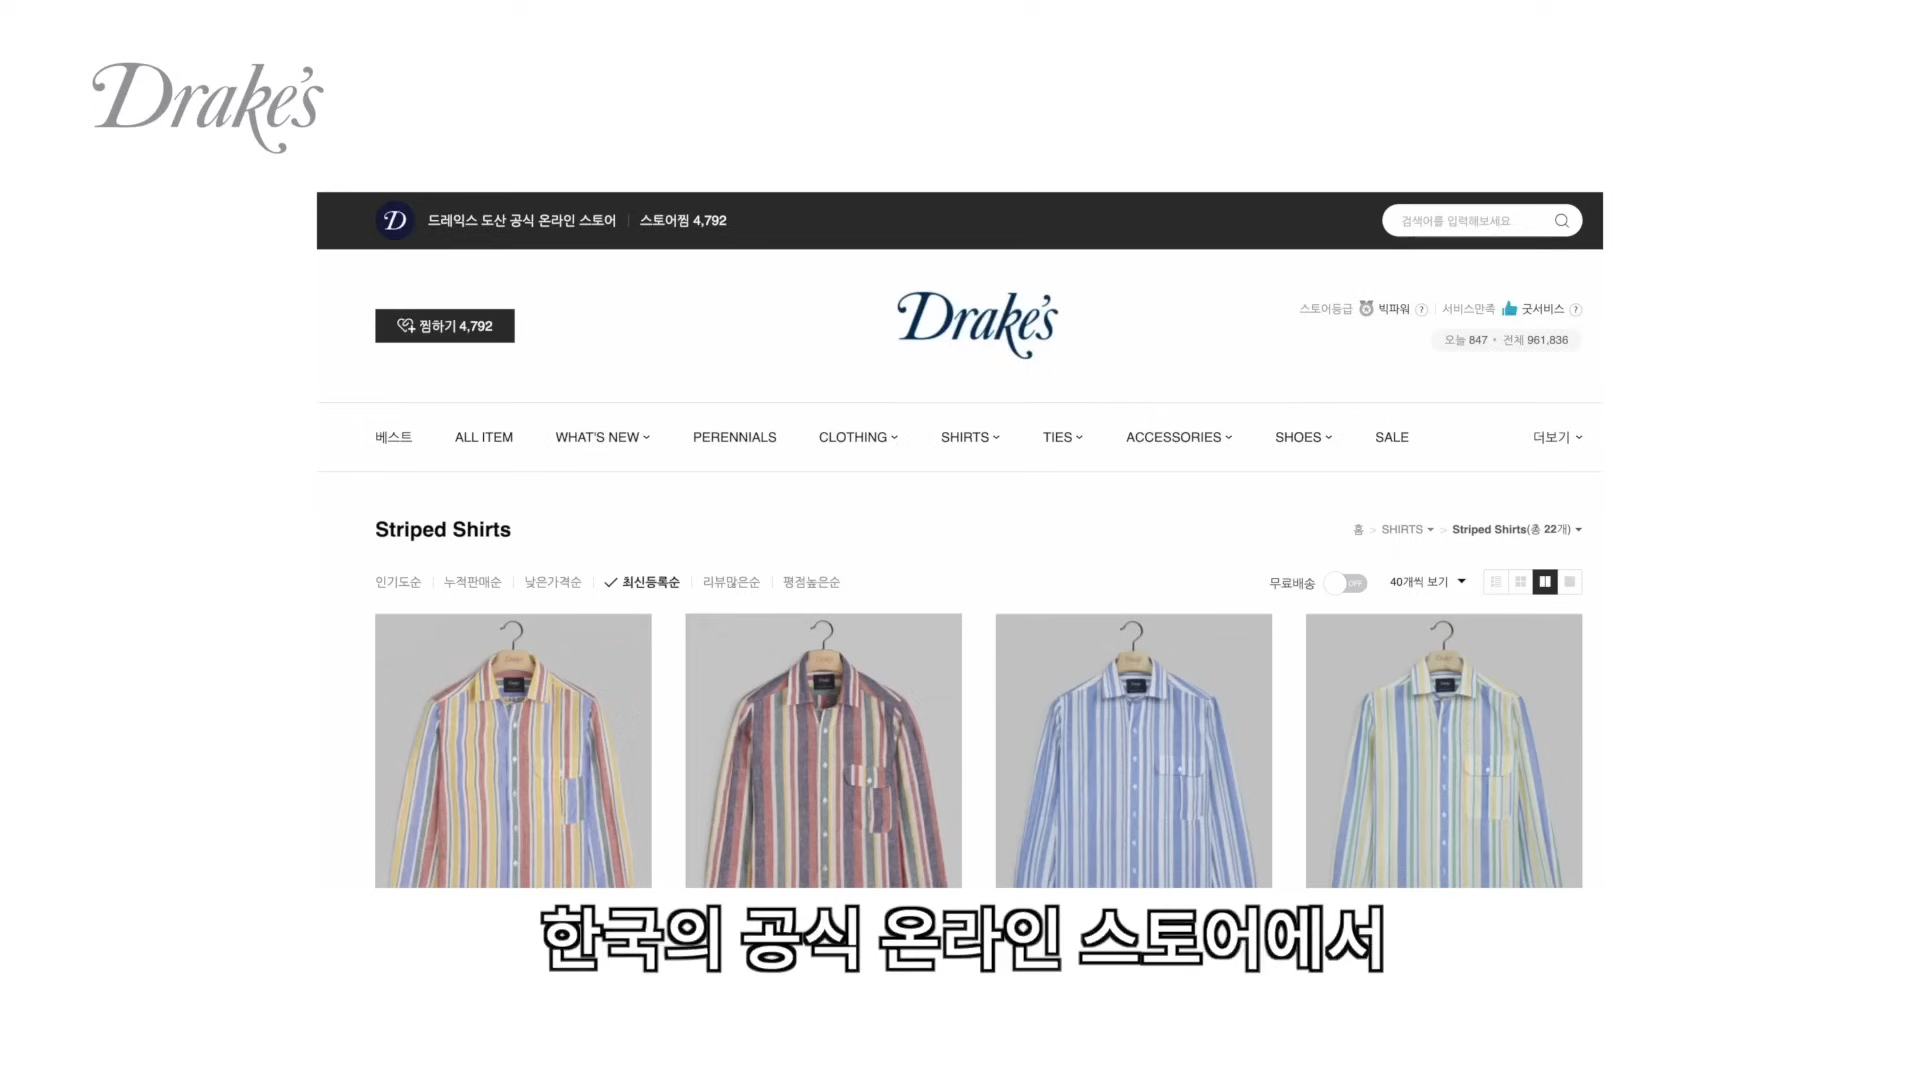 Drake's
D 드레익스 도산 공식 온라인 스토어 스토어찜 4,792
검색어를 입력해보세요
찜하기 4,792
Drake's
스토어등급 빅파워 ? 서비스만족 굿서비스 ?
오늘 847 • 전체 961,836
베스트 ALL ITEM WHAT'S NEW PERENNIALS CLOTHING SHIRTS TIES ACCESSORIES SHOES SALE 더보기
Striped Shirts
홈 > SHIRTS > Striped Shirts(총 22개)
인기도순 누적판매순 낮은가격순 최신등록순 리뷰많은순 평점높은순
무료배송 OFF 40개씩 보기
한국의 공식 온라인 스토어에서